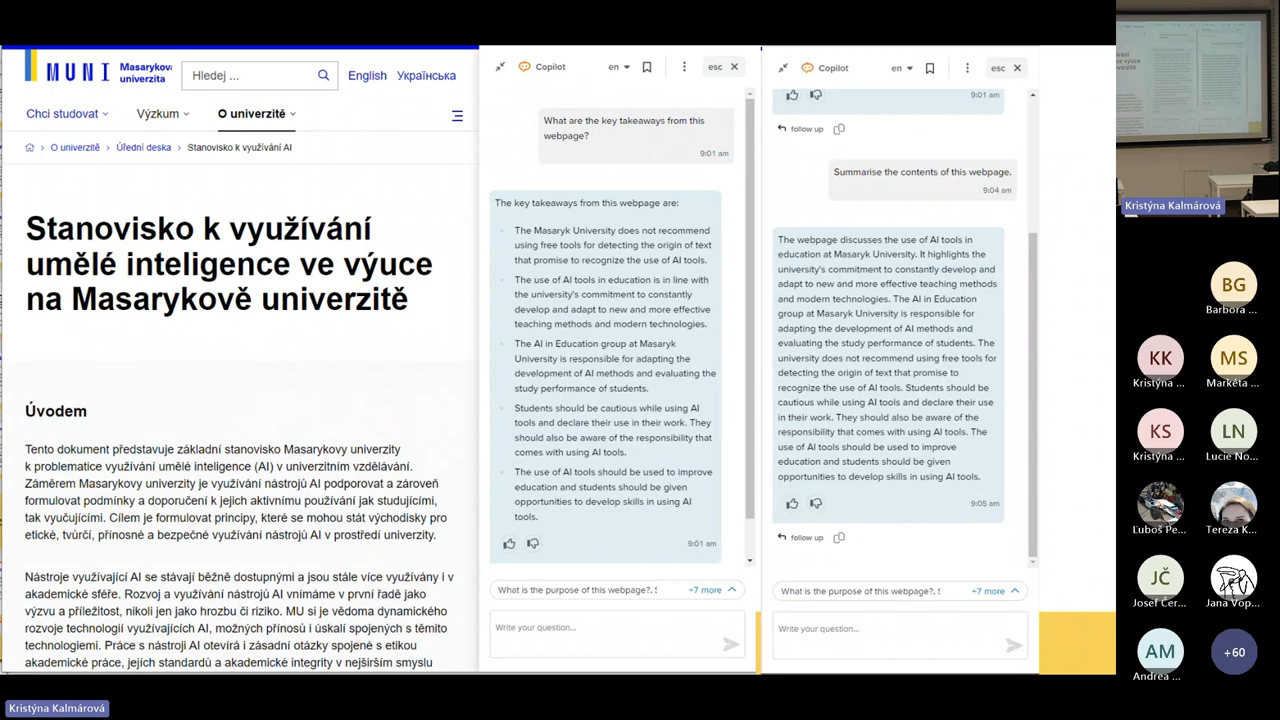 MUNI Masarykova univerzita
Hledej ...
English Українська
Chci studovat Výzkum O univerzitě
O univerzitě > Úřední deska > Stanovisko k využívání AI
Stanovisko k využívání
umělé inteligence ve výuce
na Masarykově univerzitě
Úvodem
Tento dokument představuje základní stanovisko Masarykovy univerzity
k problematice využívání umělé inteligence (AI) v univerzitním vzdělávání.
Záměrem Masarykovy univerzity je využívání nástrojů AI podporovat a zároveň
formulovat podmínky a doporučení k jejich aktivnímu používání jak studujícími,
tak vyučujícími. Cílem je formulovat principy, které se mohou stát východisky pro
etické, tvůrčí, přínosné a bezpečné využívání nástrojů AI v prostředí univerzity.
Nástroje využívající AI se stávají běžně dostupnými a jsou stále více využívány i v
akademické sféře. Rozvoj a využívání nástrojů AI vnímáme v první řadě jako
výzvu a příležitost, nikoli jen jako hrozbu či riziko. MU si je vědoma dynamického
rozvoje technologií využívajících AI, možných přínosů i úskalí spojených s těmito
technologiemi. Práce s nástroji AI otevírá i zásadní otázky spojené s etikou
akademické práce, jejích standardů a akademické integrity v nejširším smyslu
Copilot en esc
What are the key takeaways from this
webpage?
9:01 am
The key takeaways from this webpage are:
The Masaryk University does not recommend
using free tools for detecting the origin of text
that promise to recognize the use of AI tools.
The use of AI tools in education is in line with
the university's commitment to constantly
develop and adapt to new and more effective
teaching methods and modern technologies.
The AI in Education group at Masaryk
University is responsible for adapting the
development of AI methods and evaluating the
study performance of students.
Students should be cautious while using AI
tools and declare their use in their work. They
should also be aware of the responsibility that
comes with using AI tools.
The use of AI tools should be used to improve
education and students should be given
opportunities to develop skills in using AI
tools.
9:01 am
What is the purpose of this webpage?, +7 more
Write your question...
Copilot en esc
9:01 am
follow up
Summarise the contents of this webpage.
9:04 am
The webpage discusses the use of AI tools in
education at Masaryk University. It highlights the
university's commitment to constantly develop and
adapt to new and more effective teaching methods
and modern technologies. The AI in Education
group at Masaryk University is responsible for
adapting the development of AI methods and
evaluating the study performance of students. The
university does not recommend using free tools for
detecting the origin of text that promise to
recognize the use of AI tools. Students should be
cautious while using AI tools and declare their use
in their work. They should also be aware of the
responsibility that comes with using AI tools. The
use of AI tools should be used to improve
education and students should be given
opportunities to develop skills in using AI tools.
9:05 am
follow up
What is the purpose of this webpage?, +7 more
Write your question...
Kristýna Kalmárová
BG
Barbora ...
KK MS
Kristýna ... Markéta ...
KS LN
Kristýna ... Lucie No...
Ľuboš Pe... Tereza K...
JČ
Josef Čer... Jana Vop...
AM +60
Andrea ...
Kristýna Kalmárová